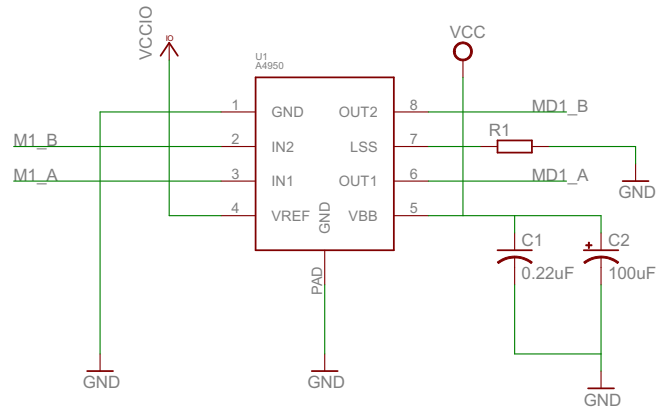 VCCIO
IO
VCC
U1
A4950
1
GND
OUT2
8
MD1_B
M1_B
2
IN2
LSS
7
R1
M1_A
3
IN1
OUT1
6
MD1_A
GND
4
VREF
GND
VBB
5
PAD
C1
0.22uF
C2
100uF
GND
GND
GND